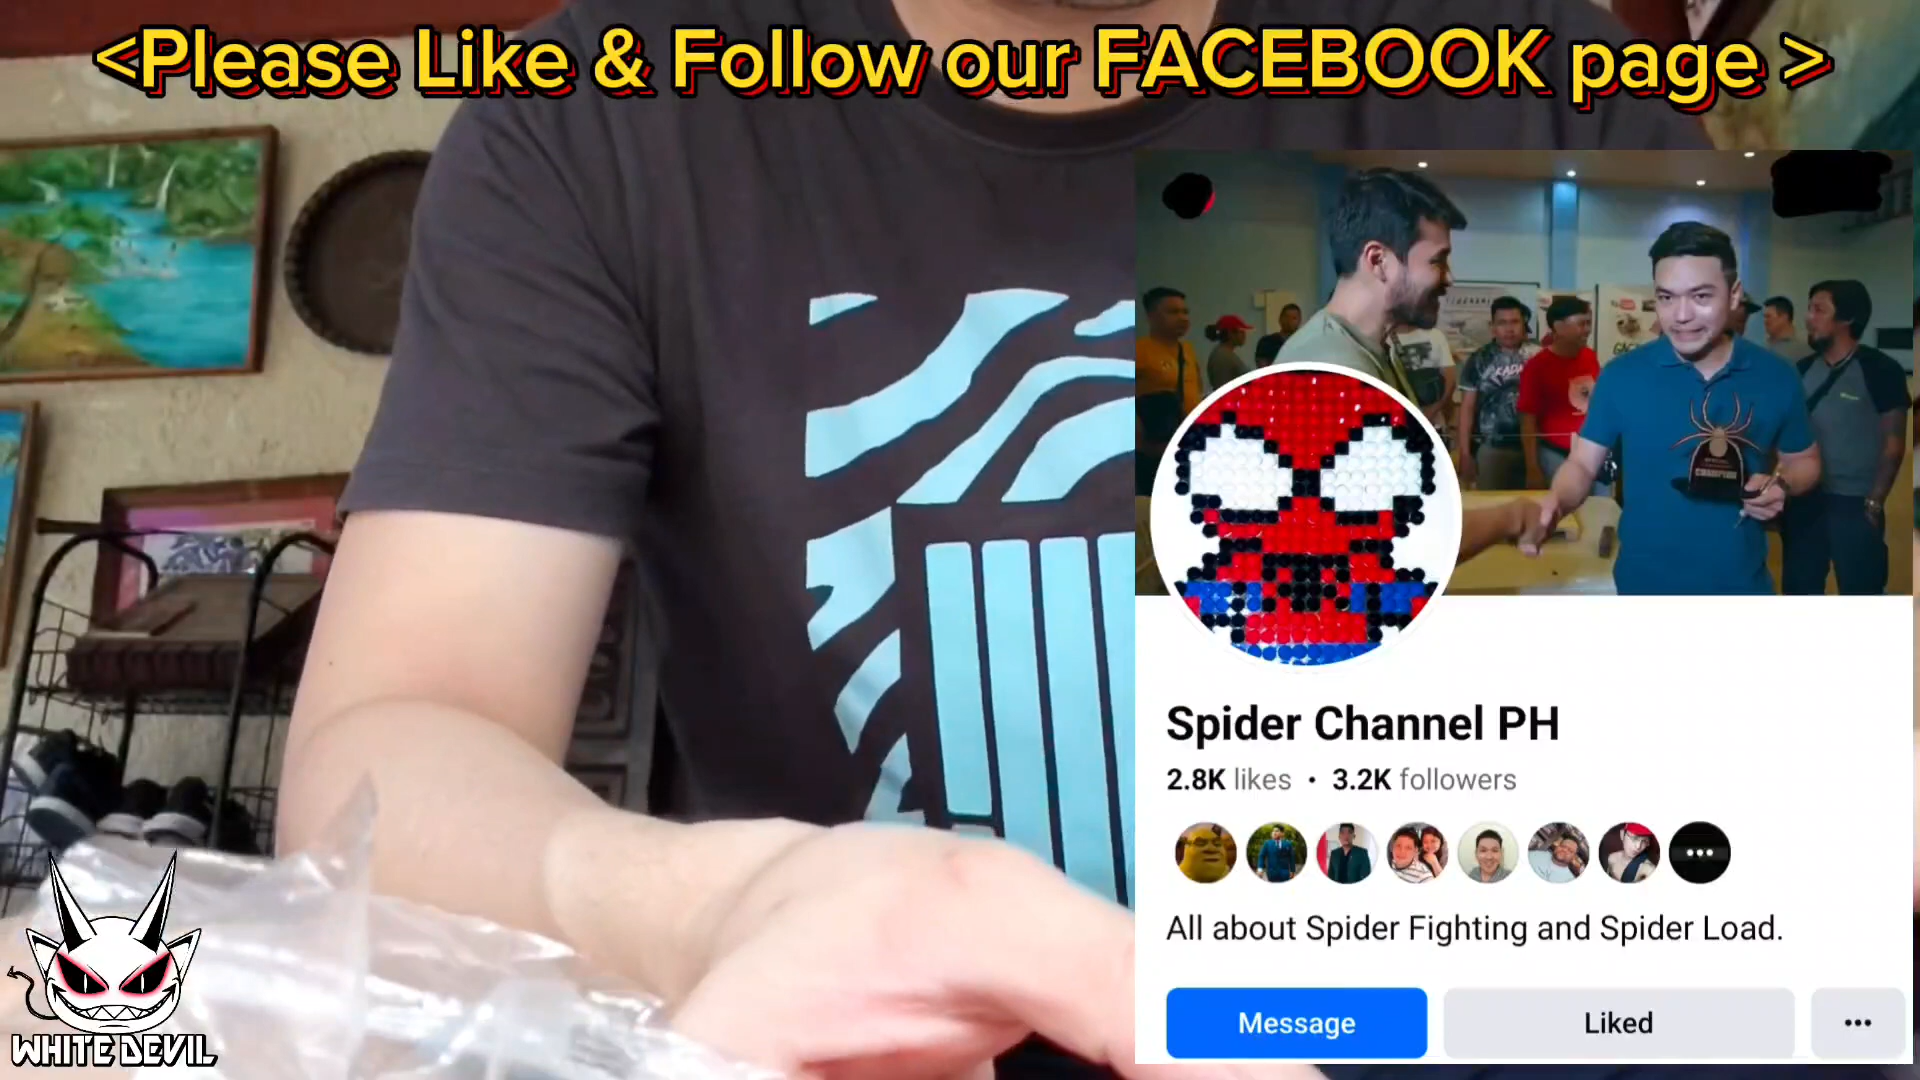 <Please Like & Follow our FACEBOOK page >
CHAMPION
Spider Channel PH
2.8K likes • 3.2K followers
All about Spider Fighting and Spider Load.
Message
Liked
WHITE DEVIL